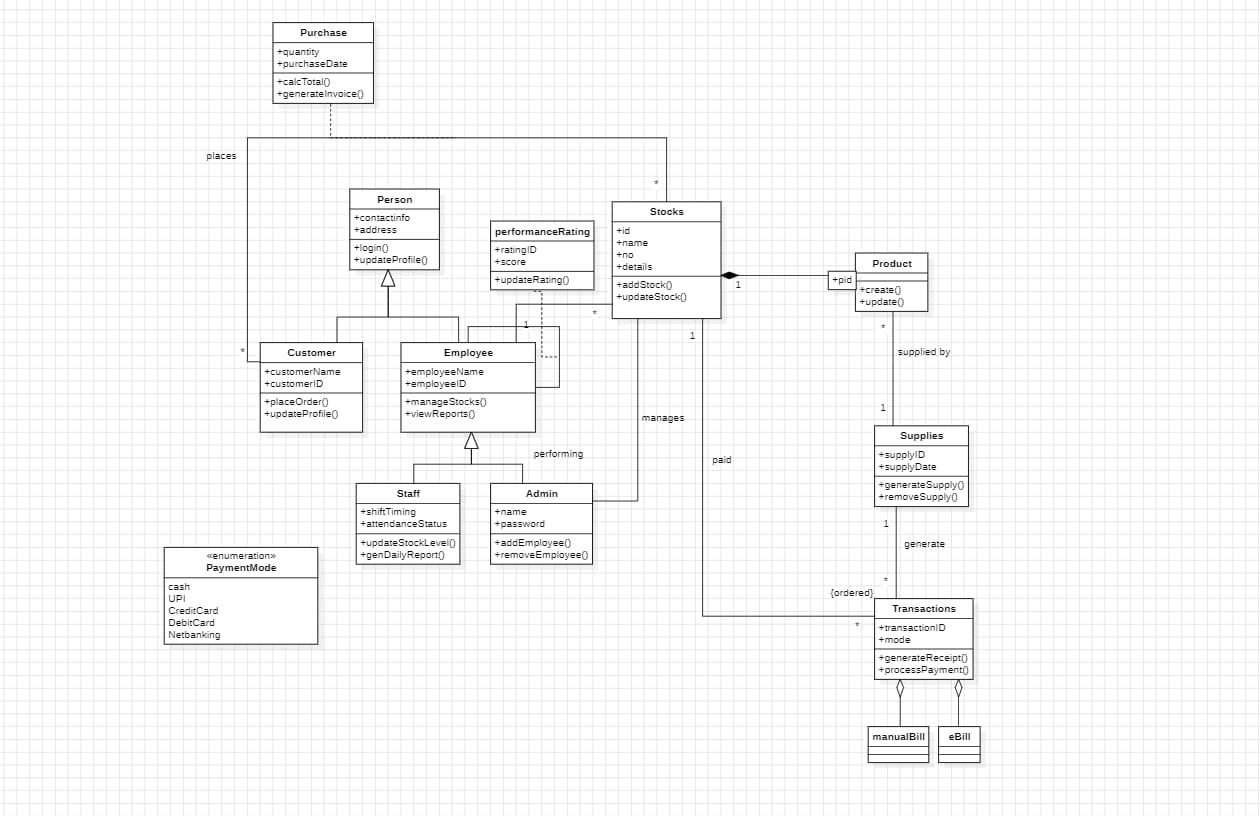 Purchase
+quantity
+purchaseDate
+calcTotal()
+generateInvoice()
places
*
Person
+contactinfo
+address
+login()
+updateProfile()
performanceRating
+ratingID
+score
+updateRating()
Stocks
+id
+name
+no
+details
+addStock()
+updateStock()
1
+pid
Product
+create()
+update()
*
1
*
1
*
supplied by
1
Customer
+customerName
+customerID
+placeOrder()
+updateProfile()
Employee
+employeeName
+employeeID
+manageStocks()
+viewReports()
manages
performing
paid
Supplies
+supplyID
+supplyDate
+generateSupply()
+removeSupply()
1
generate
*
Staff
+shiftTiming
+attendanceStatus
+updateStockLevel()
+genDailyReport()
Admin
+name
+password
+addEmployee()
+removeEmployee()
«enumeration»
PaymentMode
cash
UPI
CreditCard
DebitCard
Netbanking
{ordered}
*
Transactions
+transactionID
+mode
+generateReceipt()
+processPayment()
manualBill
eBill